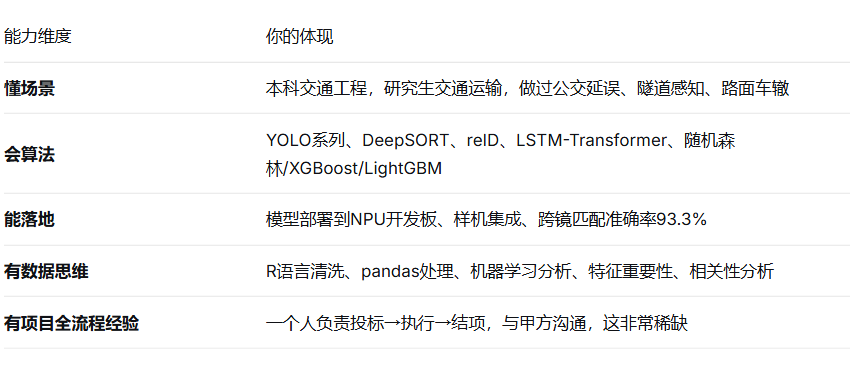 能力维度 你的体现
懂场景 本科交通工程，研究生交通运输，做过公交延误、隧道感知、路面车辙
会算法 YOLO系列、DeepSORT、reID、LSTM-Transformer、随机森
林/XGBoost/LightGBM
能落地 模型部署到NPU开发板、样机集成、跨镜匹配准确率93.3%
有数据思维 R语言清洗、pandas处理、机器学习分析、特征重要性、相关性分析
有项目全流程经验 一个人负责投标→执行→结项，与甲方沟通，这非常稀缺